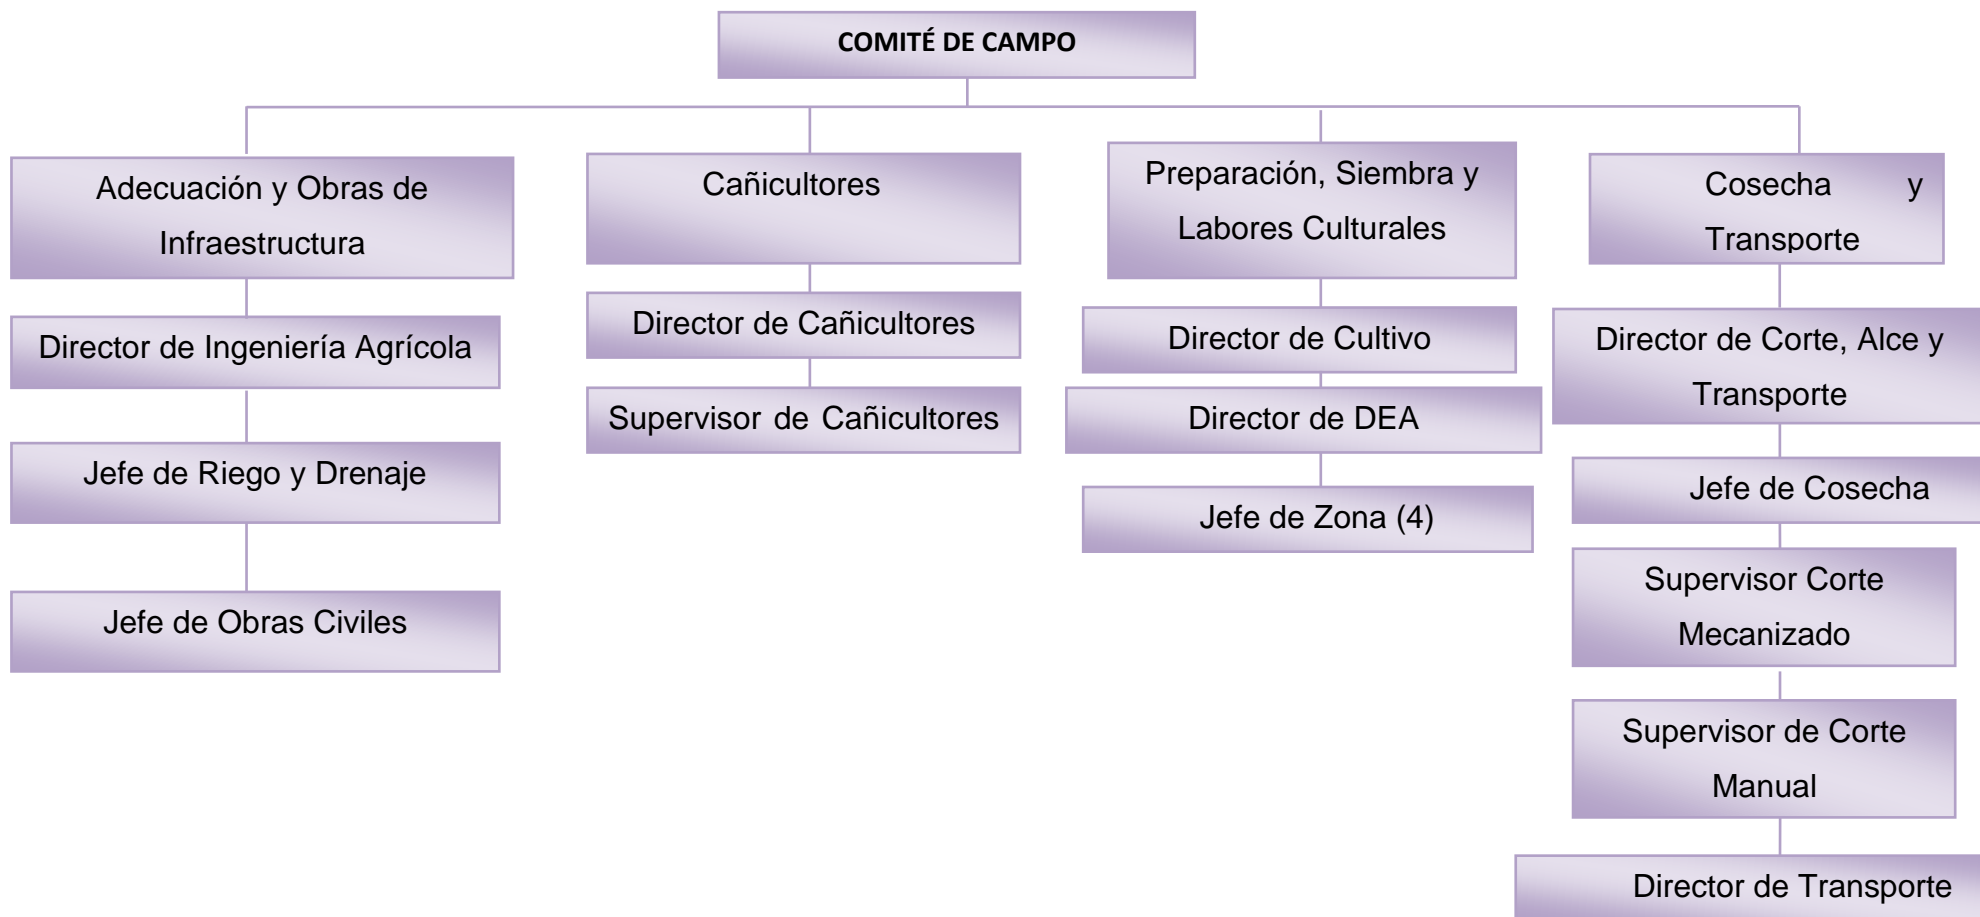 COMITÉ DE CAMPO
Adecuación y Obras de
Infraestructura
Director de Ingeniería Agrícola
Jefe de Riego y Drenaje
Jefe de Obras Civiles
Cañicultores
Director de Cañicultores
Supervisor de Cañicultores
Preparación, Siembra y
Labores Culturales
Director de Cultivo
Director de DEA
Jefe de Zona (4)
Cosecha y
Transporte
Director de Corte, Alce y
Transporte
Jefe de Cosecha
Supervisor Corte
Mecanizado
Supervisor de Corte
Manual
Director de Transporte